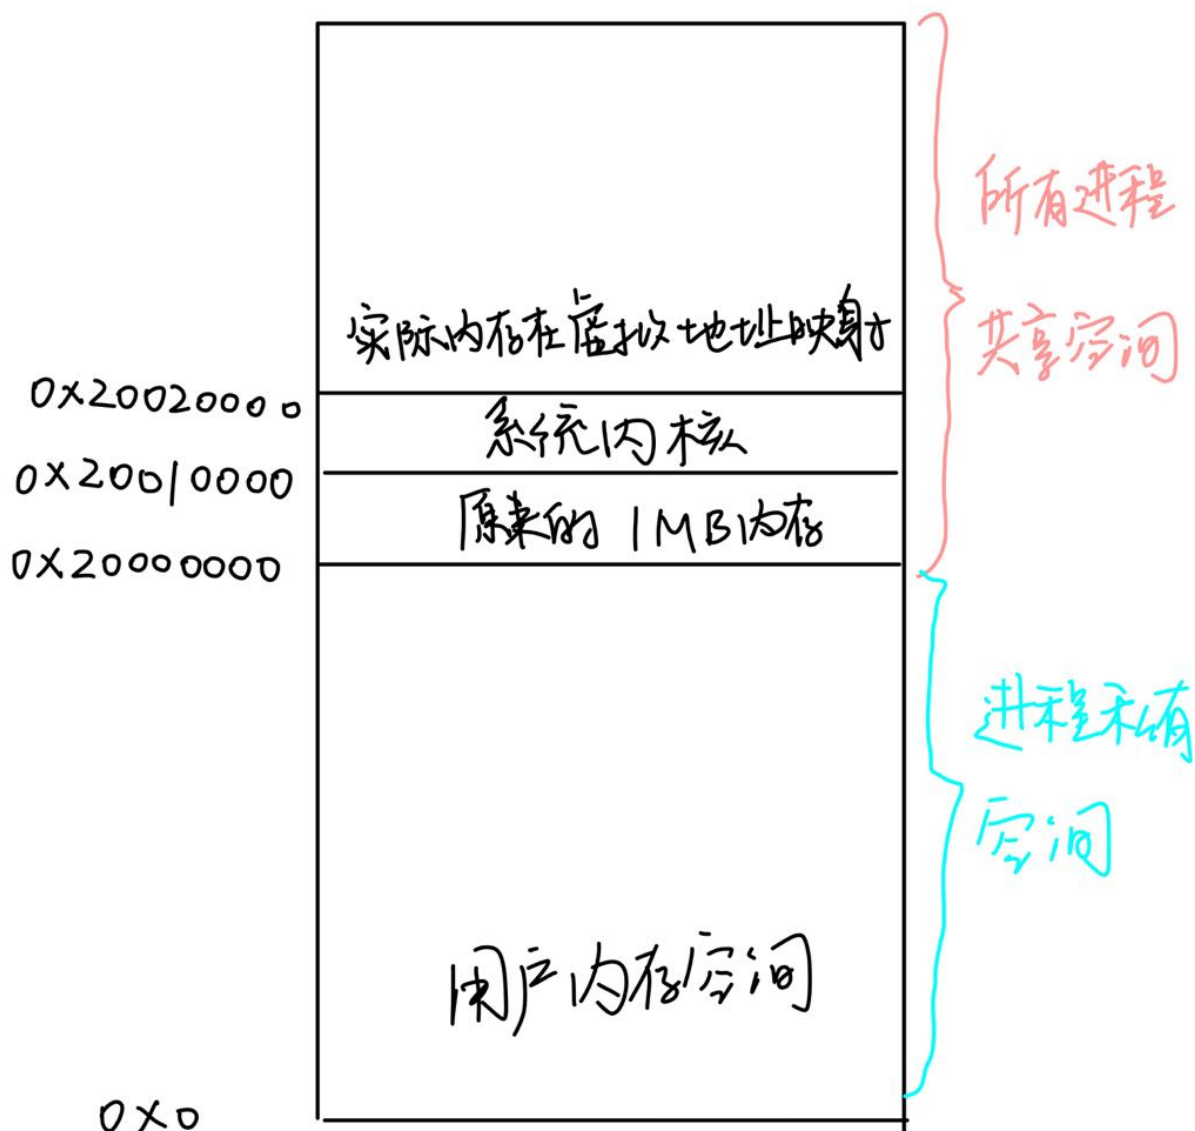 所有进程
共享空间
实际内存在虚拟地址映射
0X20020000
系统内核
0X20010000
原来的1MB内存
0X20000000
进程私有
空间
用户内存空间
0X0